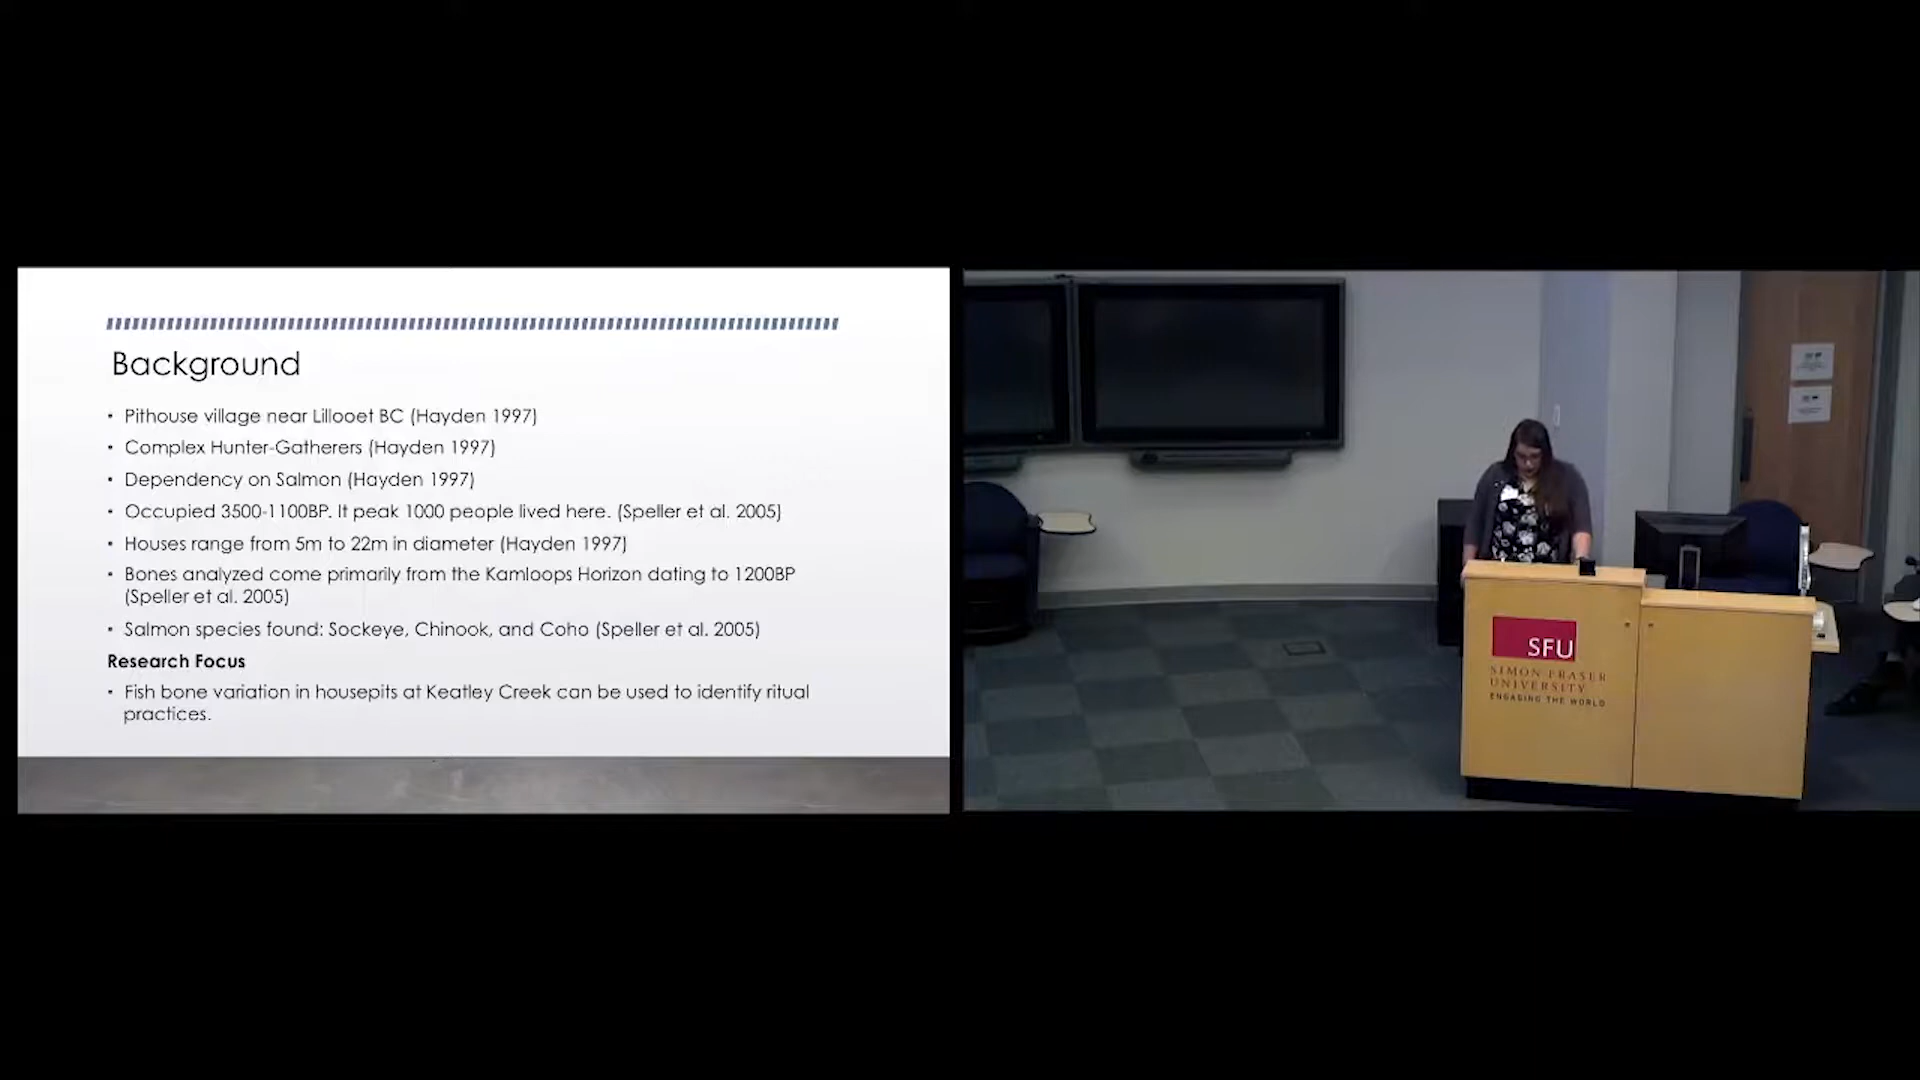 Background
• Pithouse village near Lillooet BC (Hayden 1997)
• Complex Hunter-Gatherers (Hayden 1997)
• Dependency on Salmon (Hayden 1997)
• Occupied 3500-1100BP. It peak 1000 people lived here. (Speller et al. 2005)
• Houses range from 5m to 22m in diameter (Hayden 1997)
• Bones analyzed come primarily from the Kamloops Horizon dating to 1200BP
(Speller et al. 2005)
• Salmon species found: Sockeye, Chinook, and Coho (Speller et al. 2005)
Research Focus
• Fish bone variation in housepits at Keatley Creek can be used to identify ritual
practices.
SFU
SIMON FRASER
UNIVERSITY
ENGAGING THE WORLD